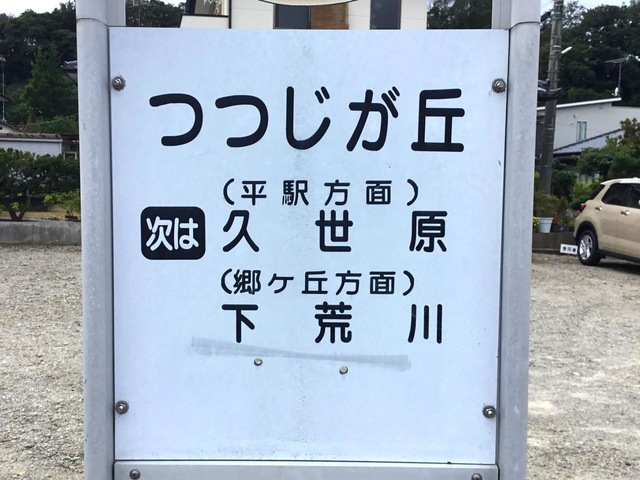 つつじが丘
(平駅方面)
次は 久世原
(郷ケ丘方面)
下荒川